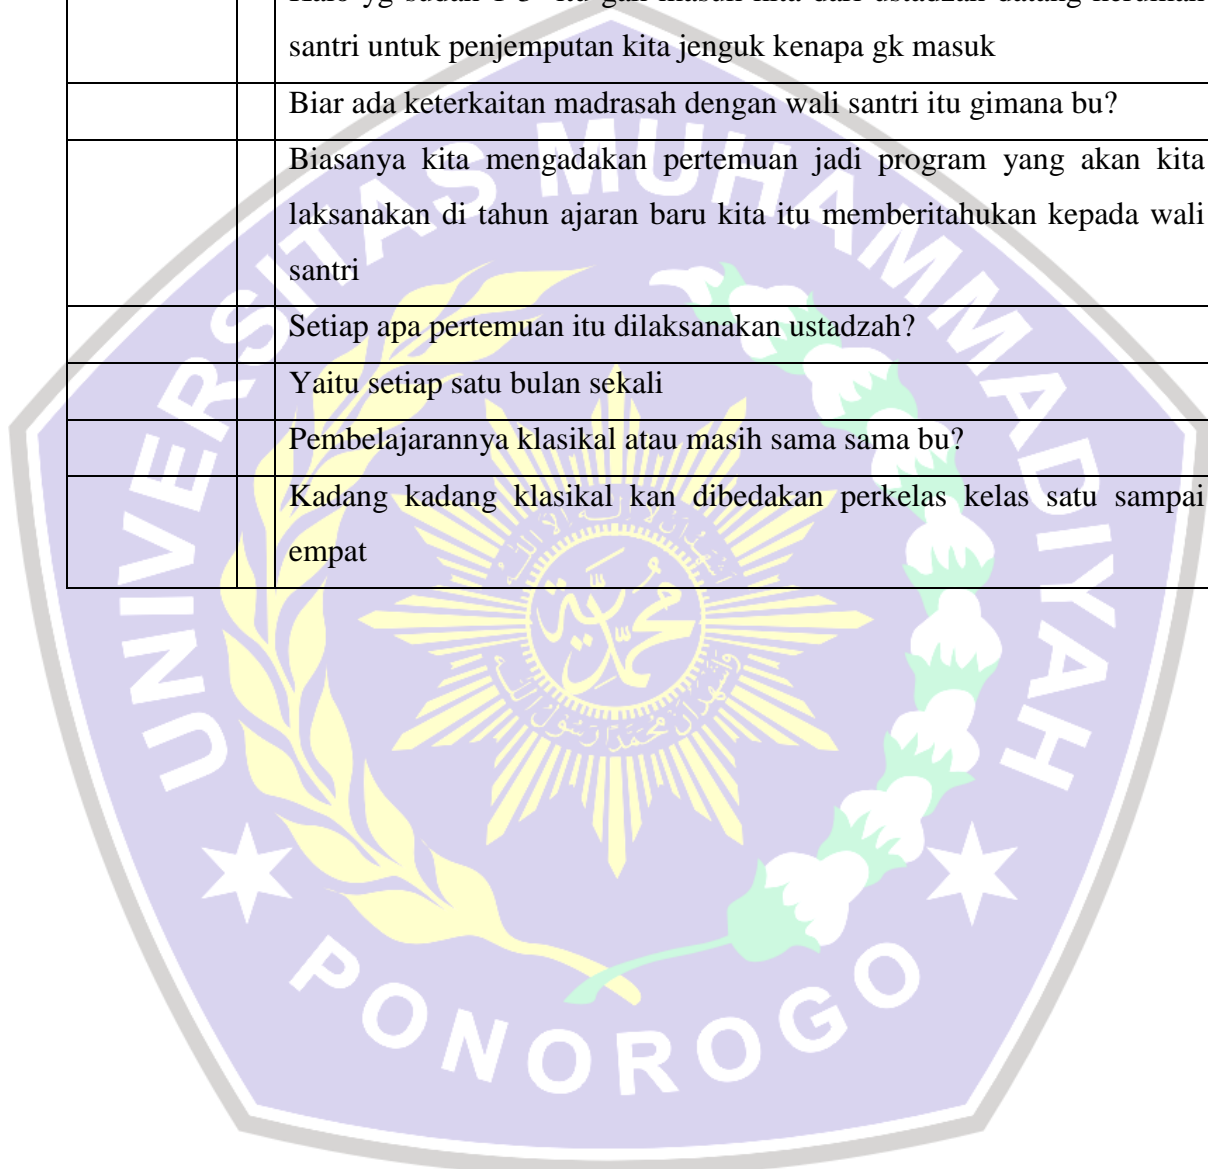 santri untuk penjemputan kita jenguk kenapa gk masuk
Biar ada keterkaitan madrasah dengan wali santri itu gimana bu?
Biasanya kita mengadakan pertemuan jadi program yang akan kita
laksanakan di tahun ajaran baru kita itu memberitahukan kepada wali
santri
Setiap apa pertemuan itu dilaksanakan ustadzah?
Yaitu setiap satu bulan sekali
Pembelajarannya klasikal atau masih sama sama bu?
Kadang kadang klasikal kan dibedakan perkelas kelas satu sampai
empat
UNIVERSITAS MUHAMMADIYAH
PONOROGO
محمدية